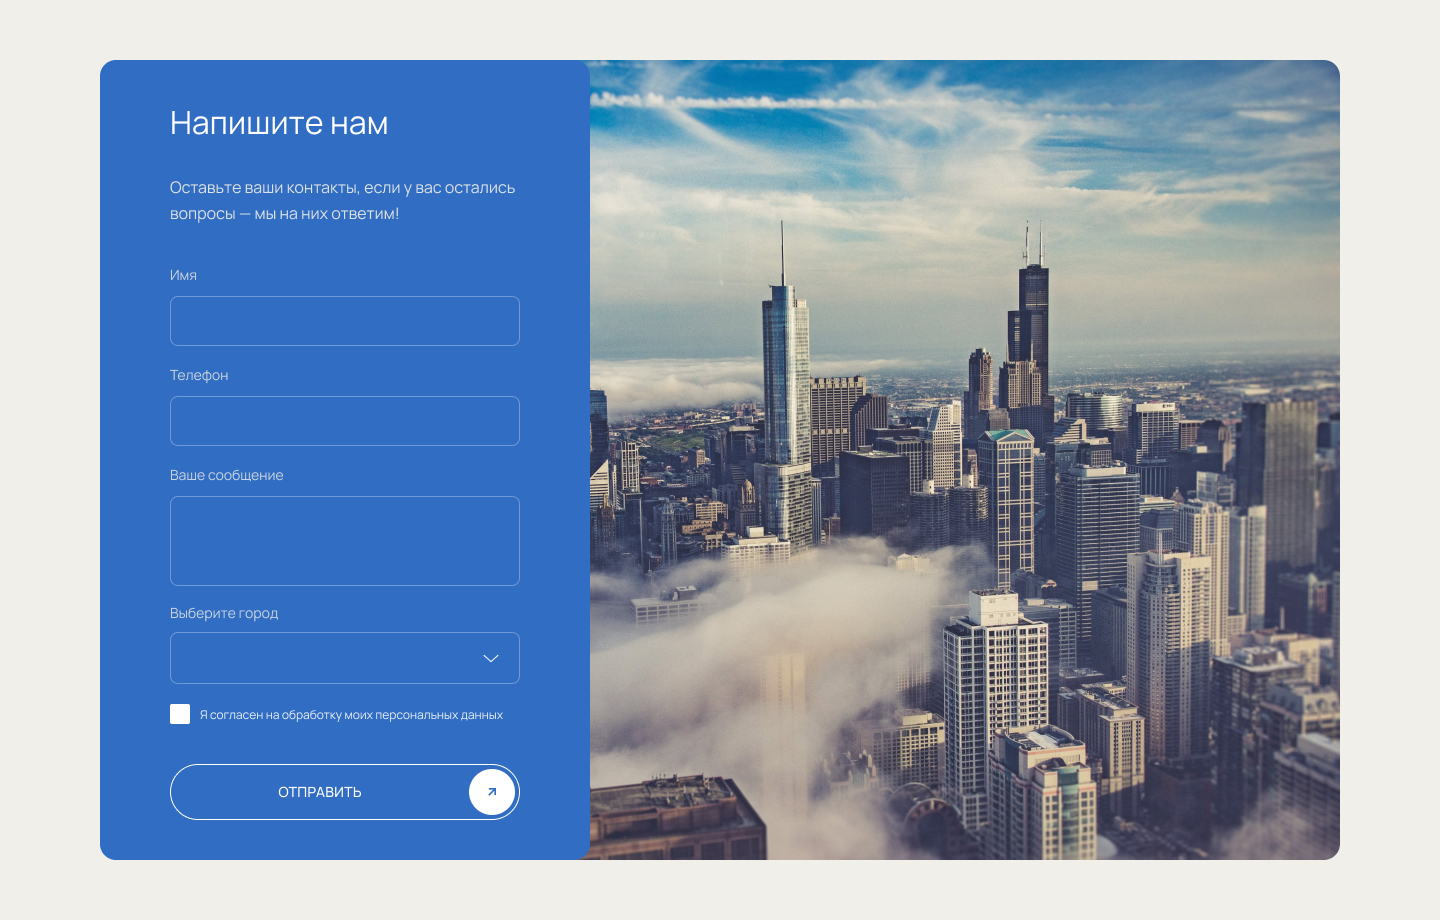 Напишите нам
Оставьте ваши контакты, если у вас остались
вопросы — мы на них ответим!
Имя
Телефон
Ваше сообщение
Выберите город
Я согласен на обработку моих персональных данных
ОТПРАВИТЬ